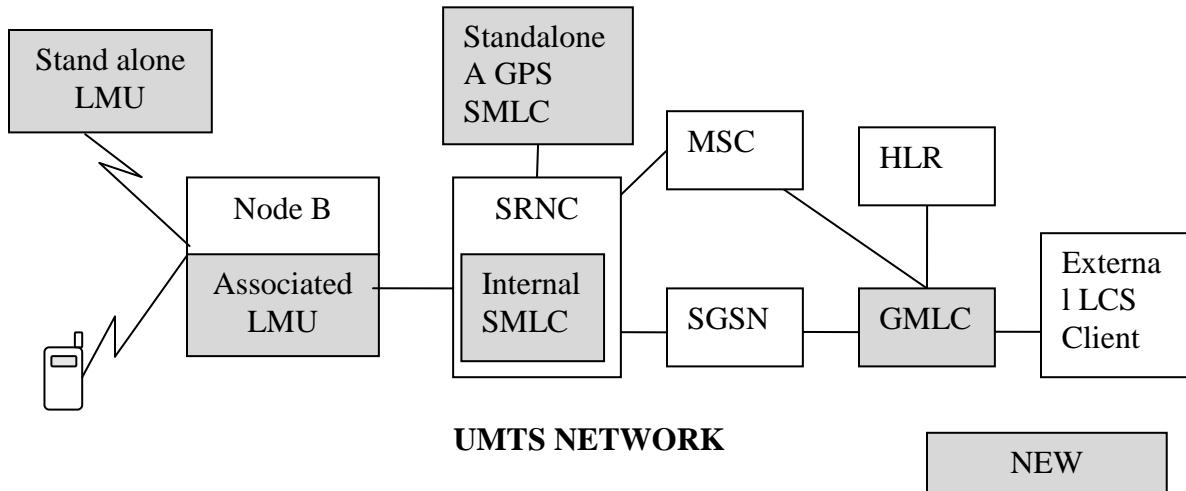 Stand alone
LMU
Standalone
A GPS
SMLC
MSC
HLR
Node B
SRNC
Associated
LMU
Internal
SMLC
SGSN
GMLC
Externa
l LCS
Client
UMTS NETWORK
NEW